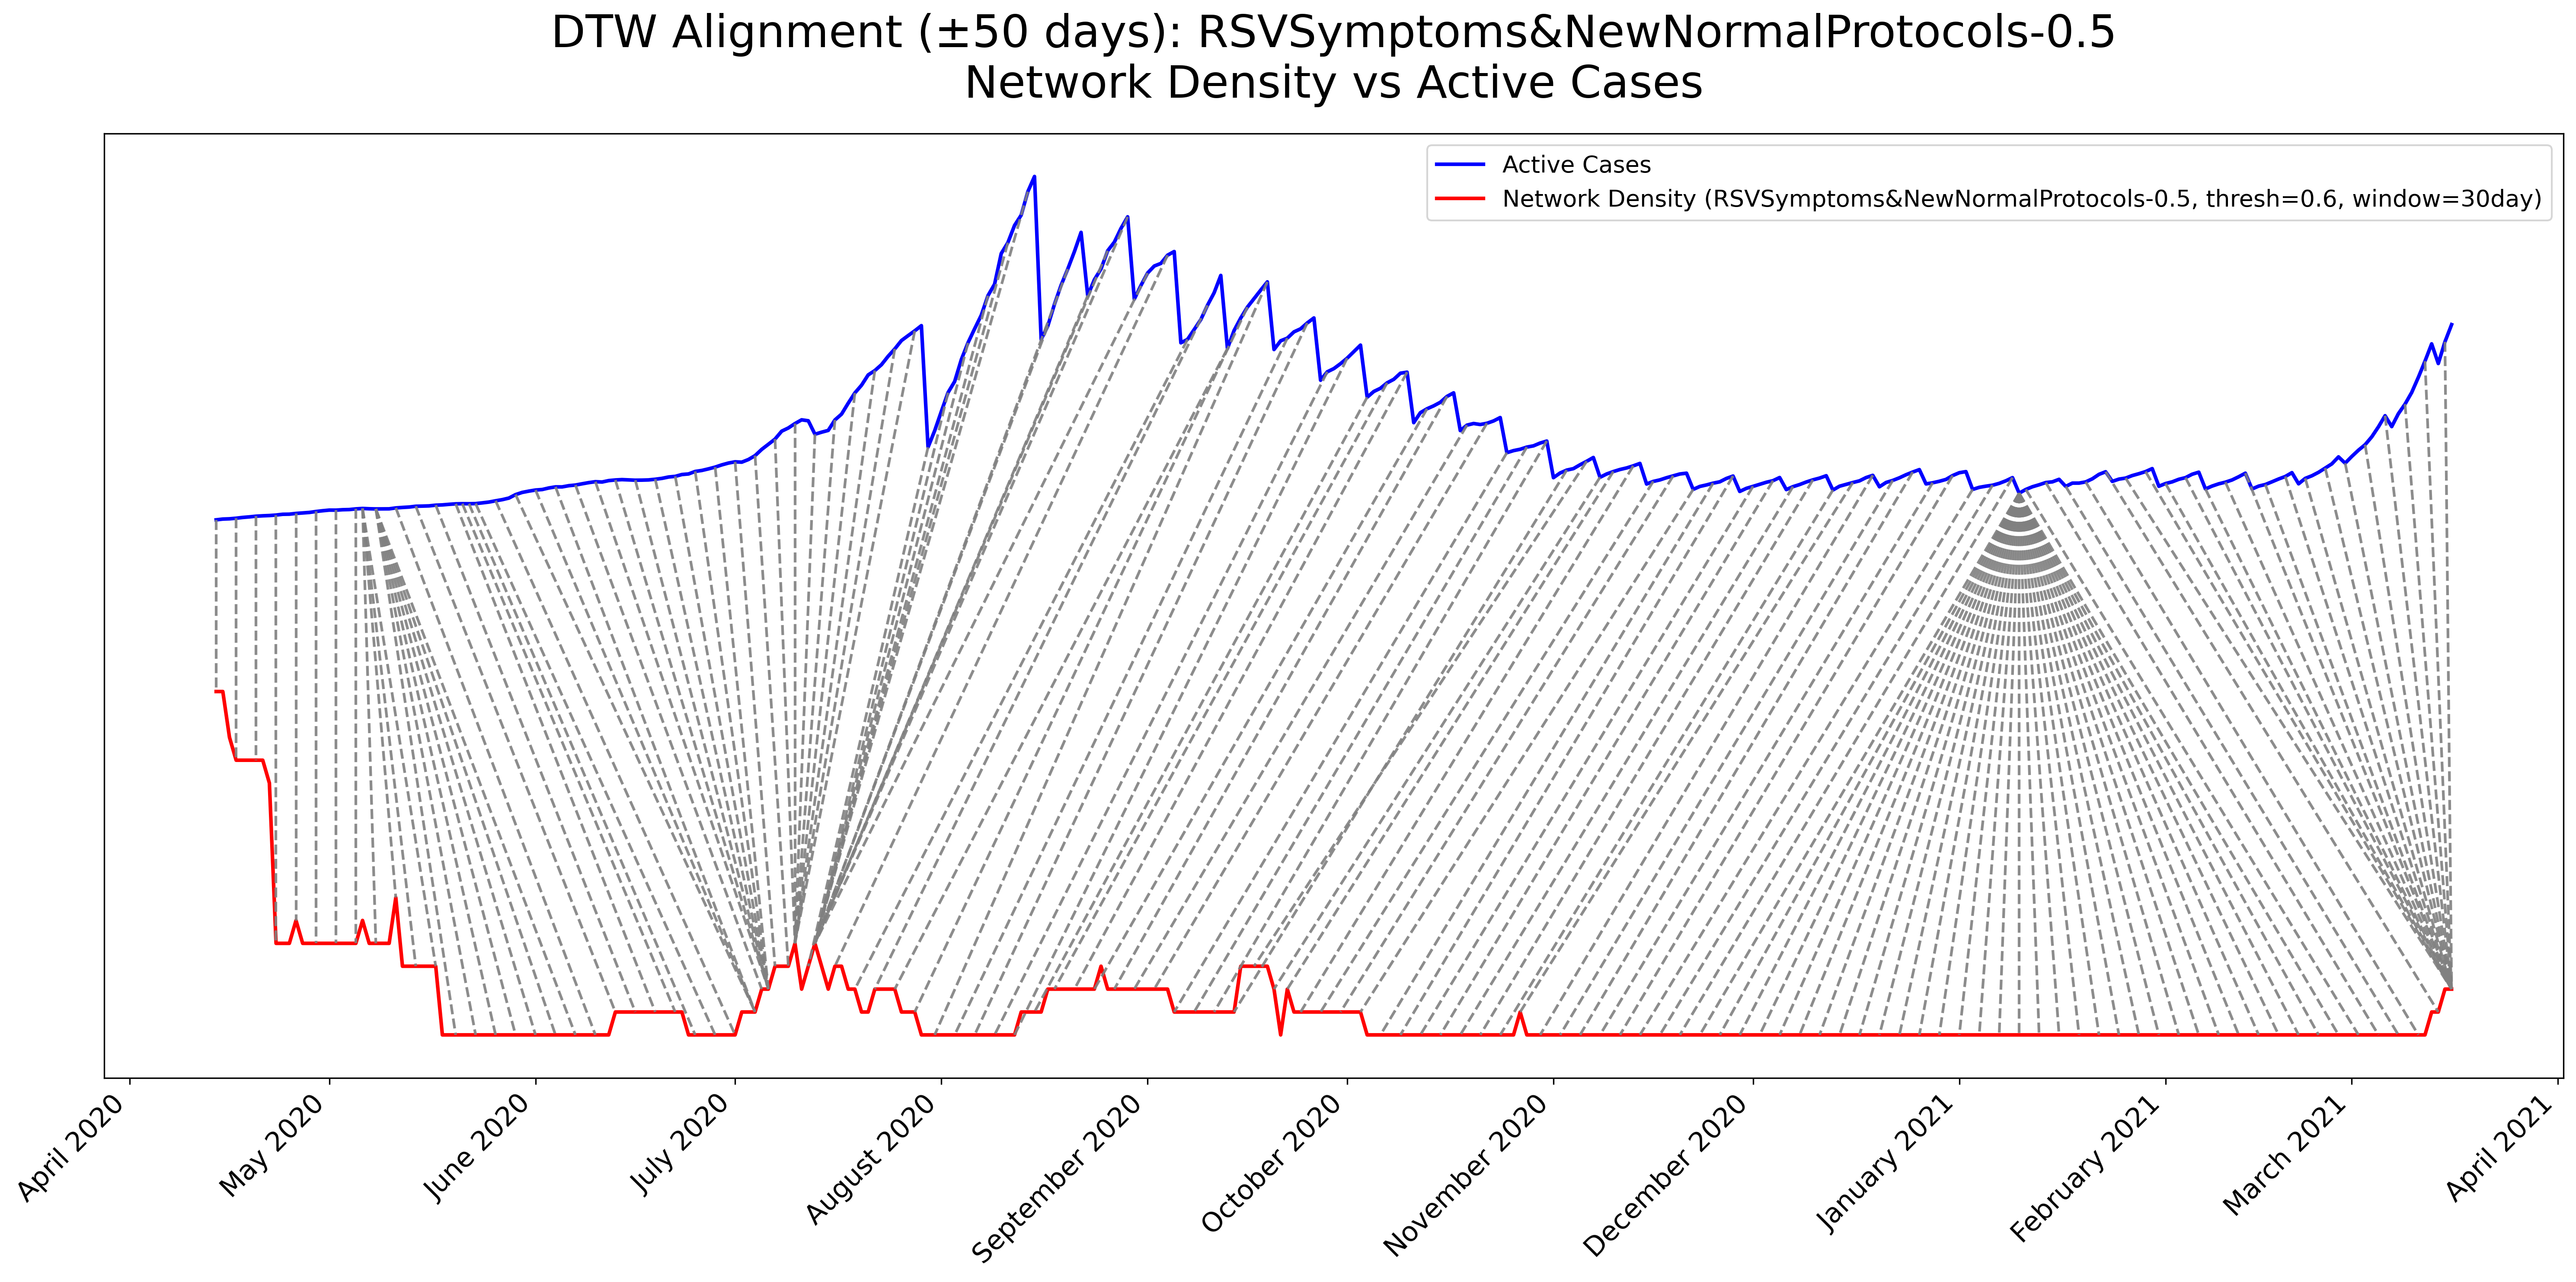 DTW Alignment (±50 days): RSVSymptoms&NewNormalProtocols-0.5
Network Density vs Active Cases
Active Cases
Network Density (RSVSymptoms&NewNormalProtocols-0.5, thresh=0.6, window=30day)
April 2020
May 2020
June 2020
July 2020
August 2020
September 2020
October 2020
November 2020
December 2020
January 2021
February 2021
March 2021
April 2021